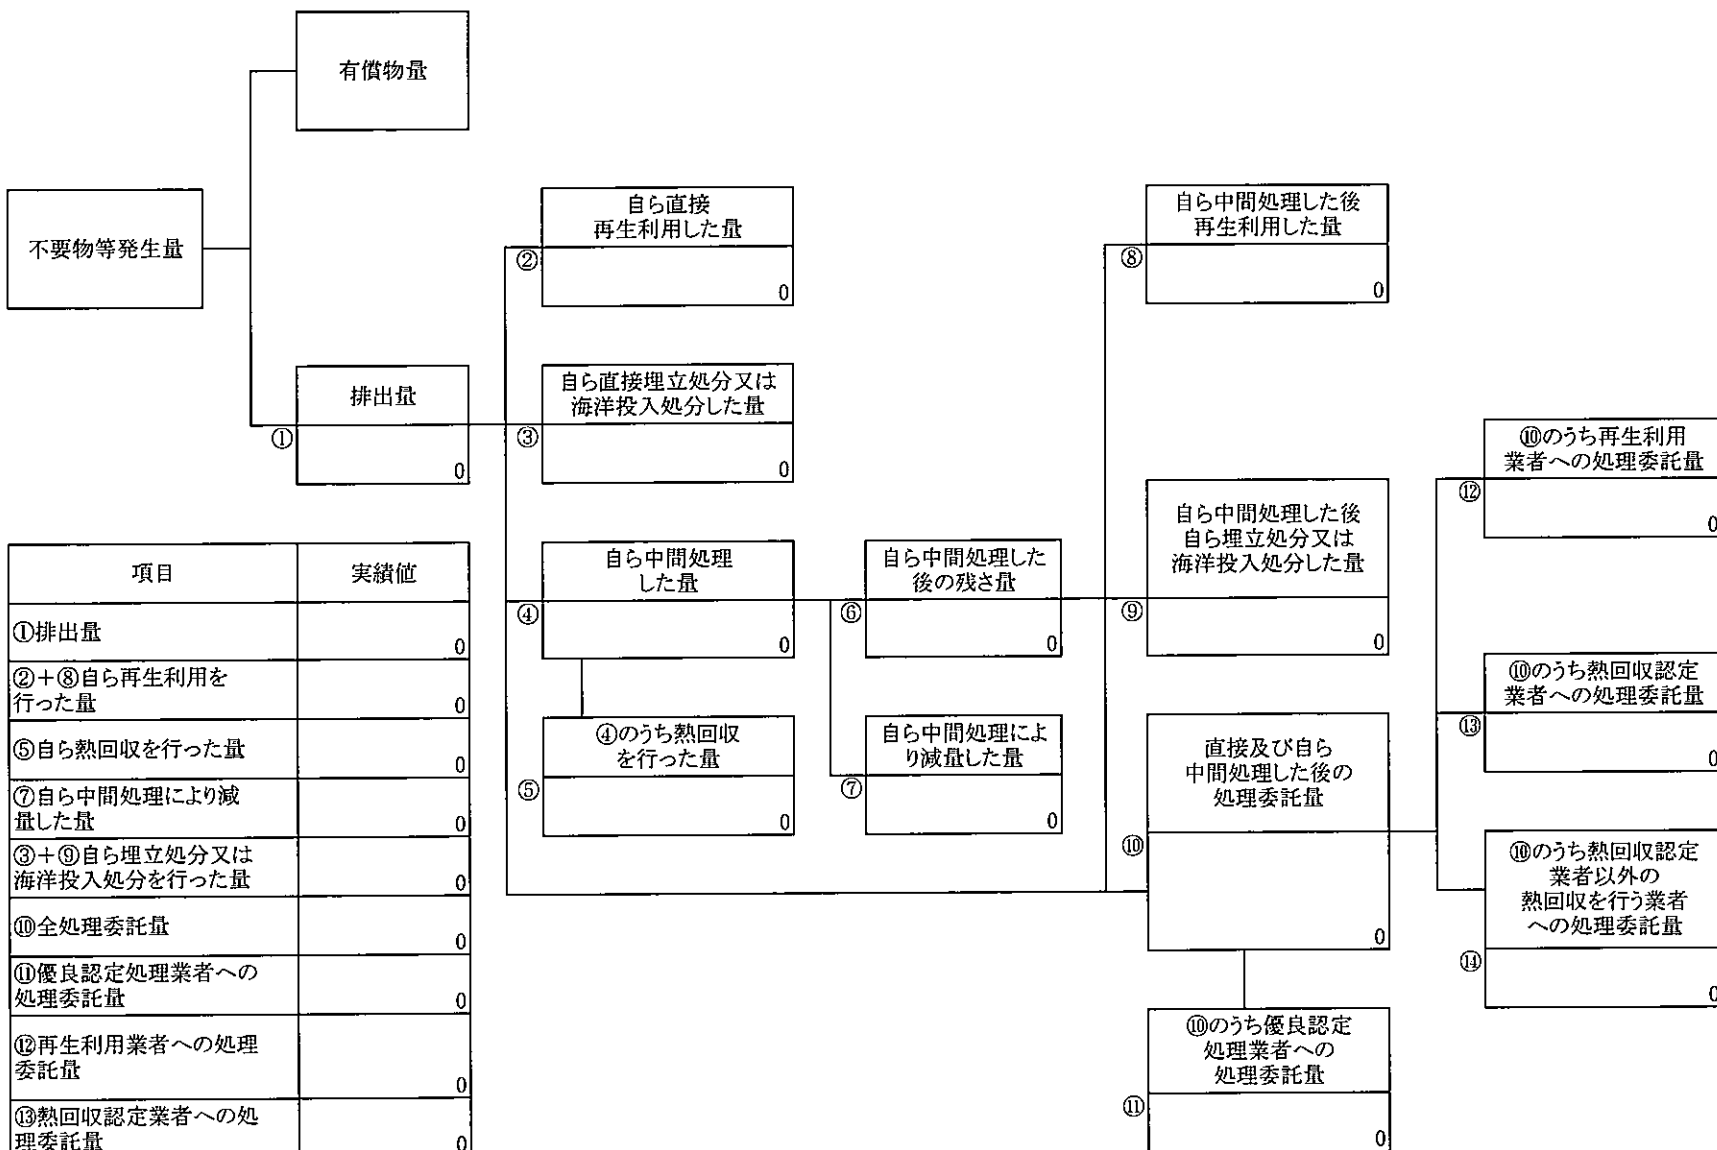 有償物量
不要物等発生量
排出量
①
0
自ら直接
再生利用した量
②
0
自ら直接埋立処分又は
海洋投入処分した量
③
0
自ら中間処理
した量
④
0
④のうち熱回収
を行った量
⑤
0
自ら中間処理した
後の残さ量
⑥
0
自ら中間処理によ
り減量した量
⑦
0
自ら中間処理した後
再生利用した量
⑧
0
自ら中間処理した後
自ら埋立処分又は
海洋投入処分した量
⑨
0
直接及び自ら
中間処理した後の
処理委託量
⑩
0
⑩のうち優良認定
処理業者への
処理委託量
⑪
0
⑩のうち再生利用
業者への処理委託量
⑫
0
⑩のうち熱回収認定
業者への処理委託量
⑬
0
⑩のうち熱回収認定
業者以外の
熱回収を行う業者
への処理委託量
⑭
0
項目 実績値
①排出量
0
②+⑧自ら再生利用を
行った量
0
⑤自ら熱回収を行った量
0
⑦自ら中間処理により減
量した量
0
③+⑨自ら埋立処分又は
海洋投入処分を行った量
0
⑩全処理委託量
0
⑪優良認定処理業者への
処理委託量
0
⑫再生利用業者への処理
委託量
0
⑬熱回収認定業者への処
理委託量
0